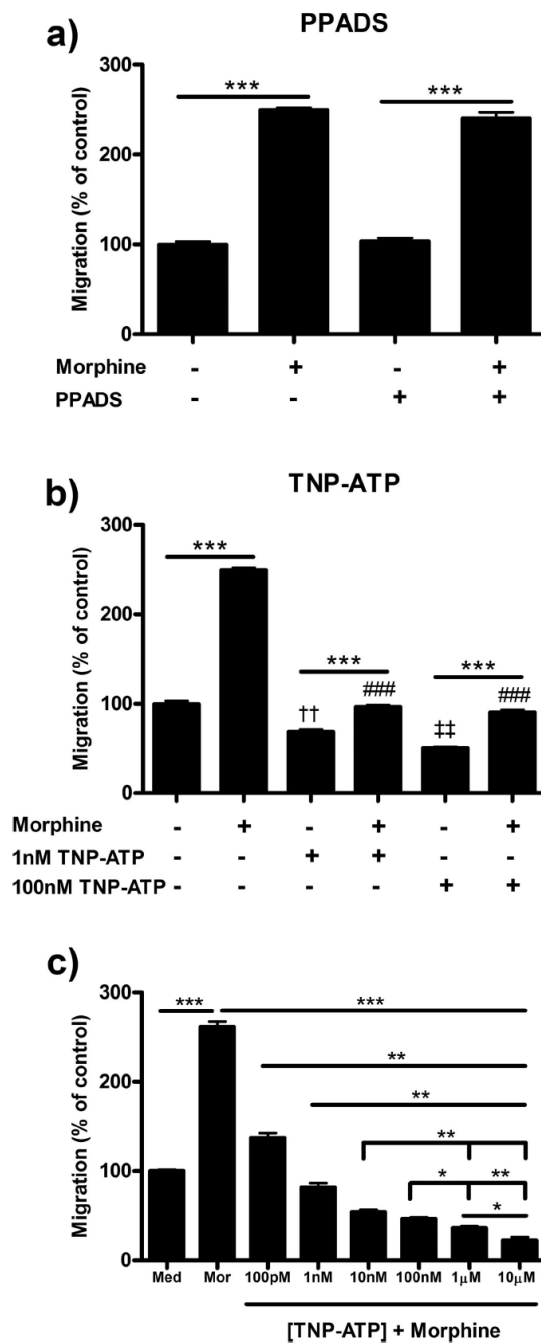 a)
PPADS
Migration (% of control)
300
200
100
0
*** ***
Morphine - + - +
PPADS - - + +
b)
TNP-ATP
Migration (% of control)
300
200
100
0
***
*** ***
†† ### ‡‡ ###
Morphine - + - + - +
1nM TNP-ATP - - + + - -
100nM TNP-ATP - - - - + +
c)
Migration (% of control)
300
200
100
0
*** ***
**
**
**
* **
*
Med Mor 100pM 1nM 10nM 100nM 1µM 10µM
[TNP-ATP] + Morphine